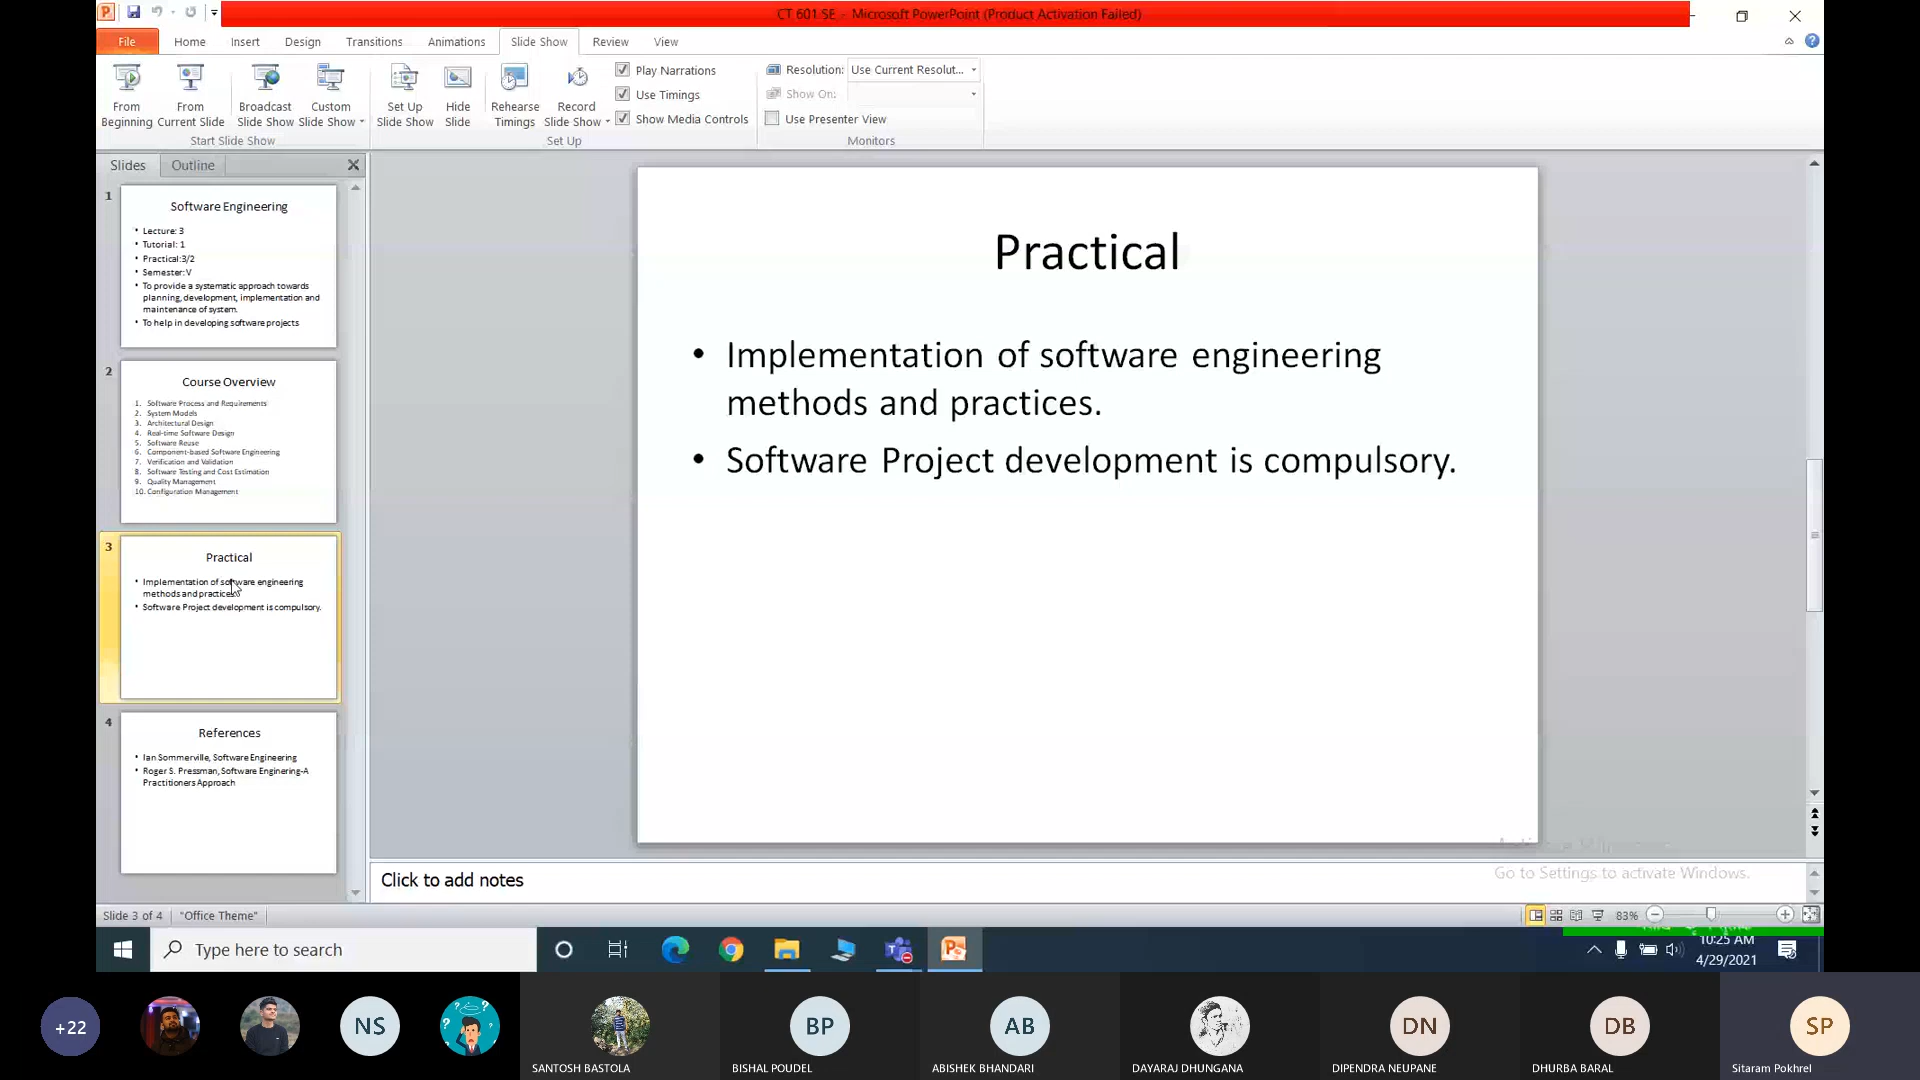 CT 601 SE - Microsoft PowerPoint (Product Activation Failed)
File Home Insert Design Transitions Animations Slide Show Review View
From Beginning
From Current Slide
Broadcast Slide Show
Custom Slide Show
Start Slide Show
Set Up Slide Show
Hide Slide
Rehearse Timings
Record Slide Show
Play Narrations
Use Timings
Show Media Controls
Set Up
Resolution: Use Current Resolut...
Show On:
Use Presenter View
Monitors
Slides Outline
1
Software Engineering
• Lecture: 3
• Tutorial: 1
• Practical:3/2
• Semester: V
• To provide a systematic approach towards
planning, development, implementation and
maintenance of system.
• To help in developing software projects
2
Course Overview
1. Software Process and Requirements
2. System Models
3. Architectural Design
4. Real-time Software Design
5. Software Reuse
6. Component-based Software Engineering
7. Verification and Validation
8. Software Testing and Cost Estimation
9. Quality Management
10. Configuration Management
3
Practical
• Implementation of software engineering
methods and practices.
• Software Project development is compulsory.
4
References
• Ian Sommerville, Software Engineering
• Roger S. Pressman, Software Enginering-A
Practitioners Approach
Practical
• Implementation of software engineering
methods and practices.
• Software Project development is compulsory.
Click to add notes
Go to Settings to activate Windows.
Slide 3 of 4 "Office Theme" 83%
Type here to search
10:25 AM
4/29/2021
+22
NS
SANTOSH BASTOLA
BP
BISHAL POUDEL
AB
ABISHEK BHANDARI
DAYARAJ DHUNGANA
DN
DIPENDRA NEUPANE
DB
DHURBA BARAL
SP
Sitaram Pokhrel